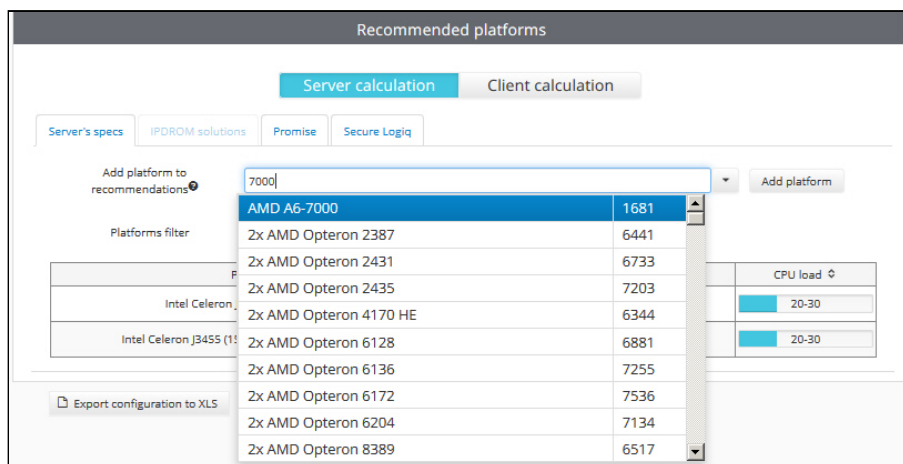 Recommended platforms
Server calculation Client calculation
Server's specs IPDROM solutions Promise Secure Logiq
Add platform to
recommendations? 7000 Add platform
AMD A6-7000 1681
Platforms filter 2x AMD Opteron 2387 6441
2x AMD Opteron 2431 6733
P CPU load
2x AMD Opteron 2435 7203
Intel Celeron J 20-30
2x AMD Opteron 4170 HE 6344
Intel Celeron J3455 (15 2x AMD Opteron 6128 6881 20-30
2x AMD Opteron 6136 7255
Export configuration to XLS 2x AMD Opteron 6172 7536
2x AMD Opteron 6204 7134
2x AMD Opteron 8389 6517